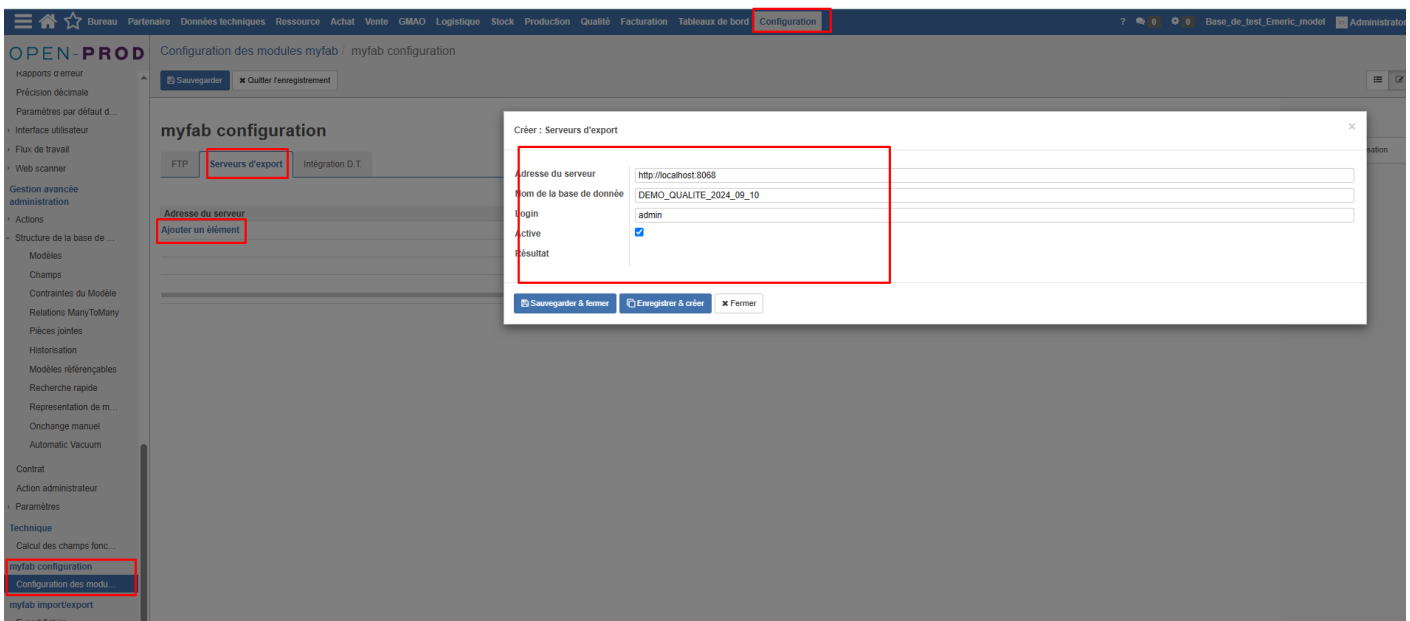 Bureau Partenaire Données techniques Ressource Achat Vente GMAO Logistique Stock Production Qualité Facturation Tableaux de bord Configuration ? 0 0 Base_de_test_Emeric_model Administrator
OPEN-PROD
Configuration des modules myfab / myfab configuration
Rapports d'erreur
Sauvegarder Quitter l'enregistrement
Précision décimale
Paramètres par défaut d...
Interface utilisateur
Flux de travail
Web scanner
Gestion avancée
administration
Actions
Structure de la base de ...
Modèles
Champs
Contraintes du Modèle
Relations ManyToMany
Pièces jointes
Historisation
Modèles référençables
Recherche rapide
Representation de m...
Onchange manuel
Automatic Vacuum
Contrat
Action administrateur
Paramètres
Technique
Calcul des champs fonc...
myfab configuration
Configuration des modu...
myfab import/export
myfab configuration
FTP Serveurs d'export Intégration D.T.
Adresse du serveur
Ajouter un élément
Créer : Serveurs d'export ×
Adresse du serveur http://localhost:8068
Nom de la base de donnée DEMO_QUALITE_2024_09_10
Login admin
Active
Résultat
Sauvegarder & fermer Enregistrer & créer Fermer